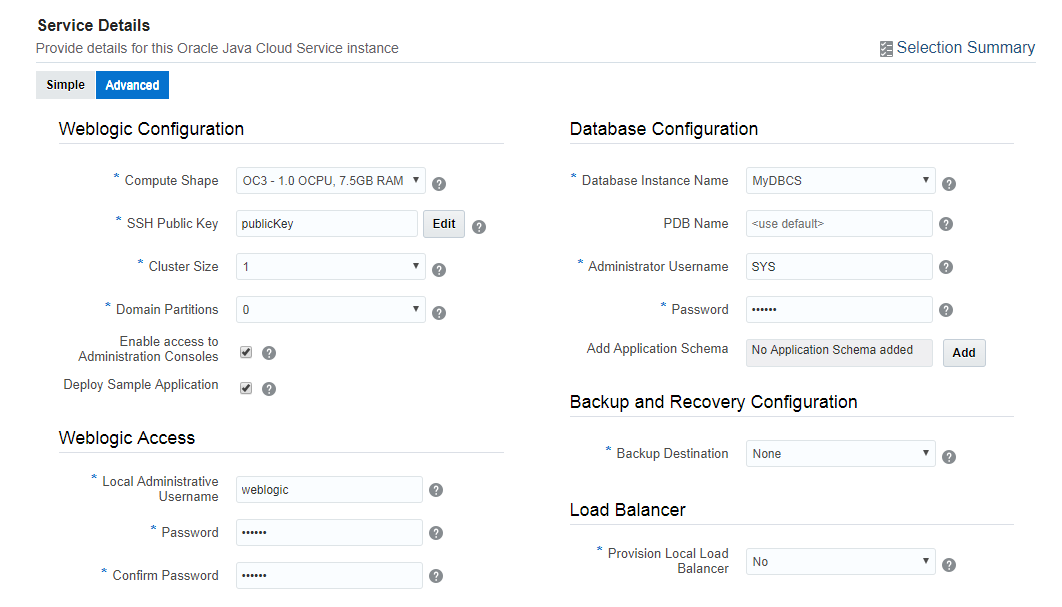 Service Details
Provide details for this Oracle Java Cloud Service instance
Selection Summary
Simple
Advanced
Weblogic Configuration
* Compute Shape
OC3 - 1.0 OCPU, 7.5GB RAM
?
* SSH Public Key
publicKey
Edit
?
* Cluster Size
1
?
* Domain Partitions
0
?
Enable access to
Administration Consoles
?
Deploy Sample Application
?
Weblogic Access
* Local Administrative
Username
weblogic
?
* Password
••••••
?
* Confirm Password
••••••
?
Database Configuration
* Database Instance Name
MyDBCS
?
PDB Name
<use default>
?
* Administrator Username
SYS
?
* Password
••••••
?
Add Application Schema
No Application Schema added
Add
Backup and Recovery Configuration
* Backup Destination
None
?
Load Balancer
* Provision Local Load
Balancer
No
?